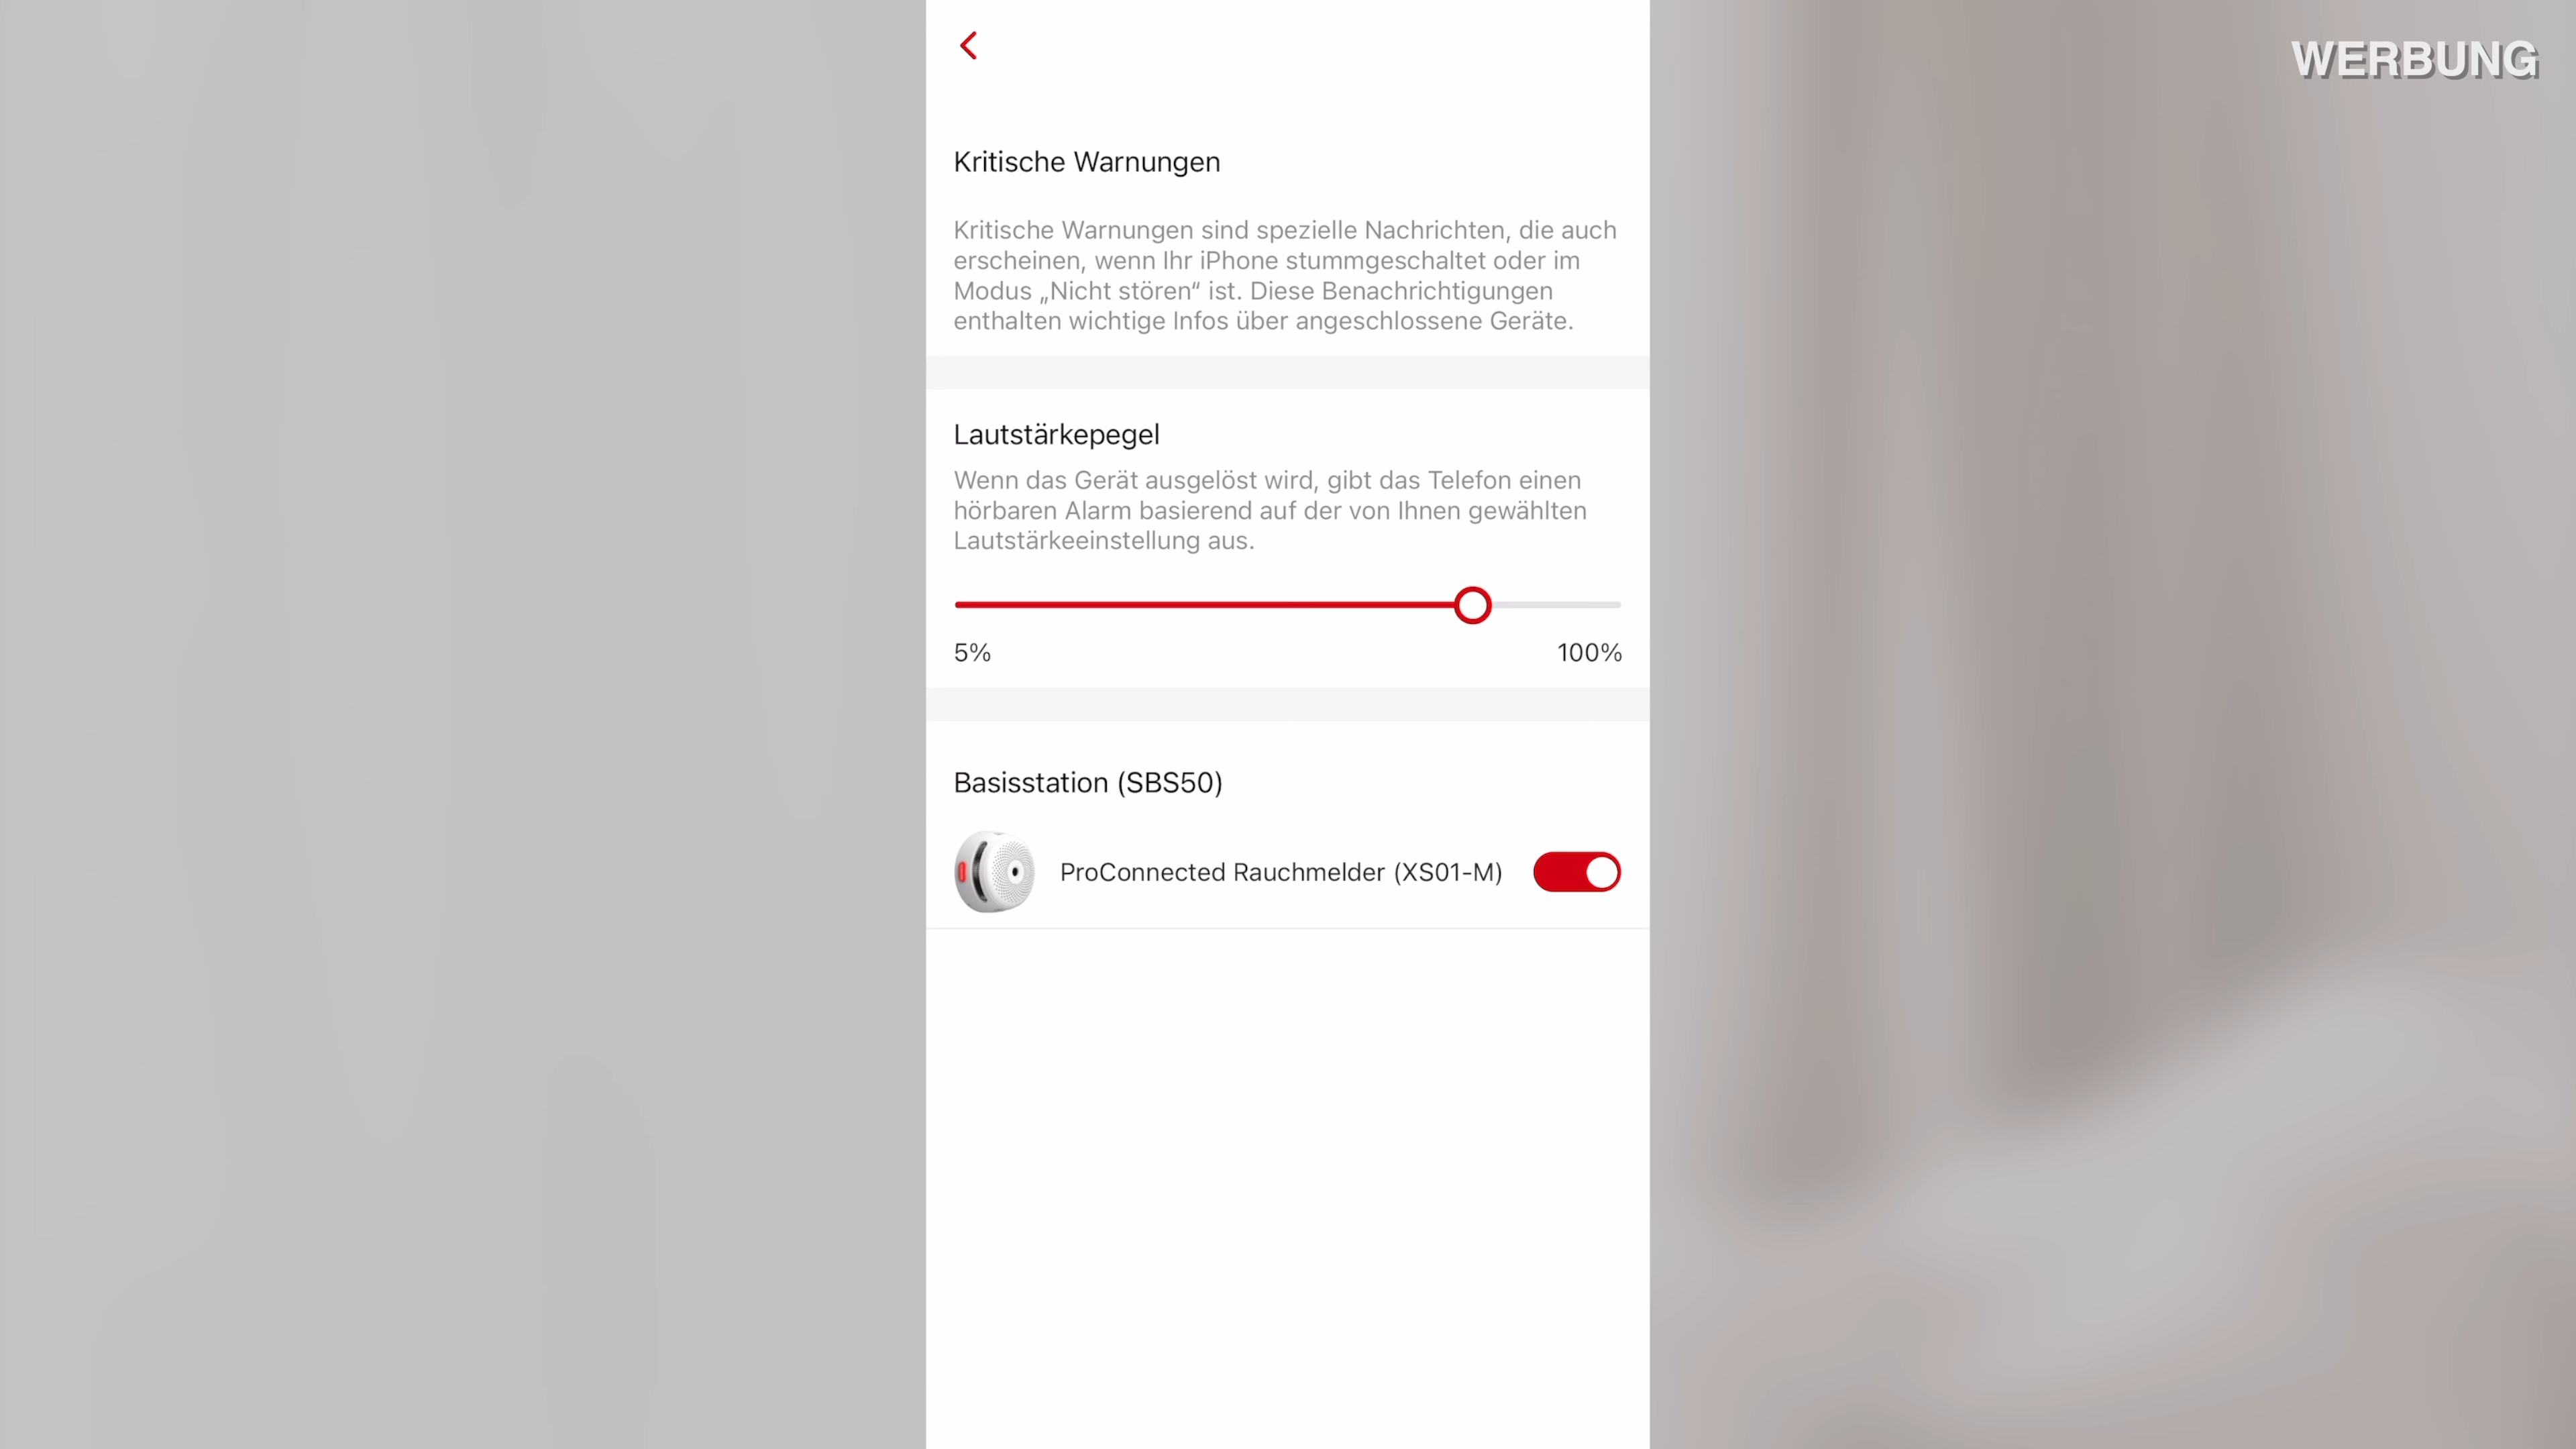 WERBUNG
Kritische Warnungen
Kritische Warnungen sind spezielle Nachrichten, die auch
erscheinen, wenn Ihr iPhone stummgeschaltet oder im
Modus „Nicht stören“ ist. Diese Benachrichtigungen
enthalten wichtige Infos über angeschlossene Geräte.
Lautstärkepegel
Wenn das Gerät ausgelöst wird, gibt das Telefon einen
hörbaren Alarm basierend auf der von Ihnen gewählten
Lautstärkeeinstellung aus.
5% 100%
Basisstation (SBS50)
ProConnected Rauchmelder (XS01-M)